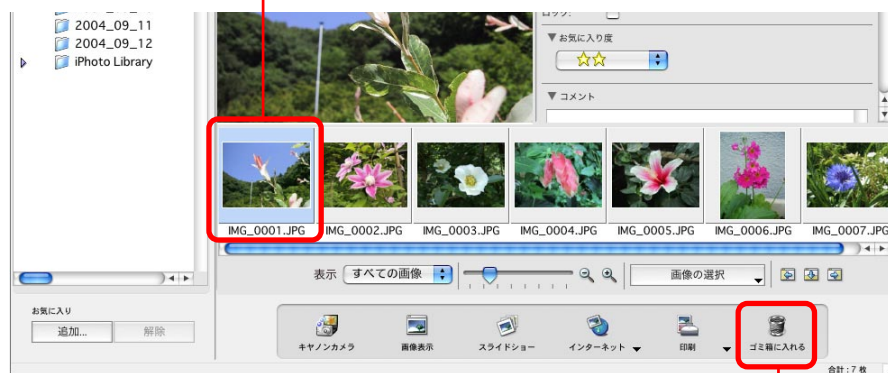 ロック:
2004_09_11
2004_09_12
iPhoto Library
▼お気に入り度
▼コメント
IMG_0001.JPG
IMG_0002.JPG
IMG_0003.JPG
IMG_0004.JPG
IMG_0005.JPG
IMG_0006.JPG
IMG_0007.JPG
表示 すべての画像
画像の選択
お気に入り
追加...
解除
キヤノンカメラ
画像表示
スライドショー
インターネット
印刷
ゴミ箱に入れる
合計:7 枚